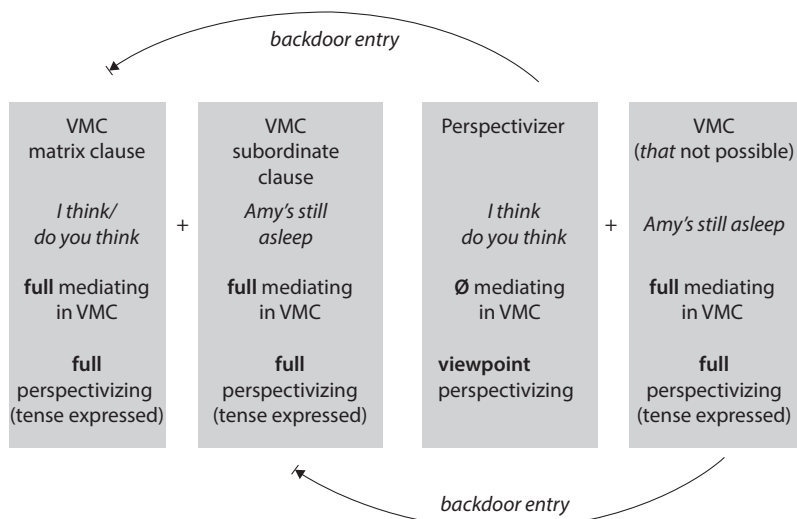 backdoor entry
VMC
matrix clause
I think/
do you think
full mediating
in VMC
full
perspectivizing
(tense expressed)
+
VMC
subordinate
clause
Amy's still
asleep
full mediating
in VMC
full
perspectivizing
(tense expressed)
Perspectivizer
I think
do you think
Ø mediating
in VMC
viewpoint
perspectivizing
+
VMC
(that not possible)
Amy's still asleep
full mediating
in VMC
full
perspectivizing
(tense expressed)
backdoor entry